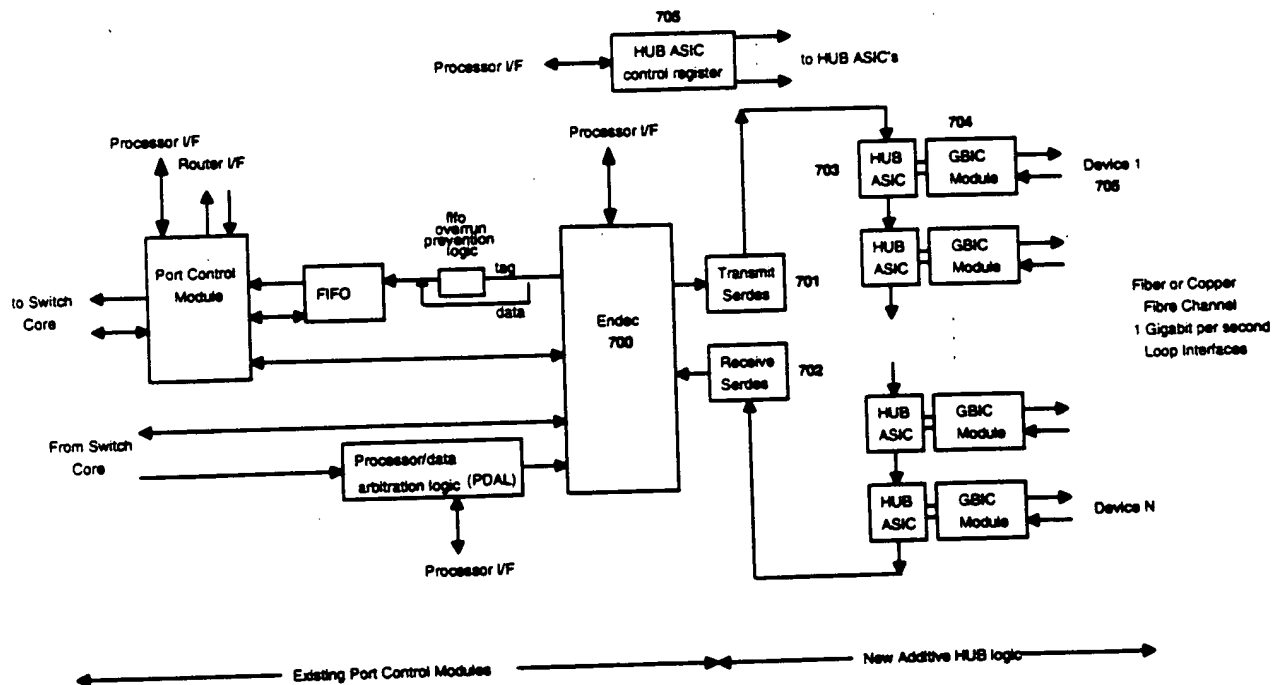 705
HUB ASIC
control register
Processor I/F
to HUB ASIC's
Processor I/F
Router I/F
Processor I/F
704
703
HUB
ASIC
GBIC
Module
Device 1
705
fifo
overrun
prevention
logic
tag
data
Port Control
Module
FIFO
to Switch
Core
Endec
700
Transmit
Serdes
701
HUB
ASIC
GBIC
Module
Fiber or Copper
Fibre Channel
1 Gigabit per second
Loop Interfaces
Receive
Serdes
702
HUB
ASIC
GBIC
Module
From Switch
Core
Processor/data
arbitration logic (PDAL)
HUB
ASIC
GBIC
Module
Device N
Processor I/F
Existing Port Control Modules
New Additive HUB logic